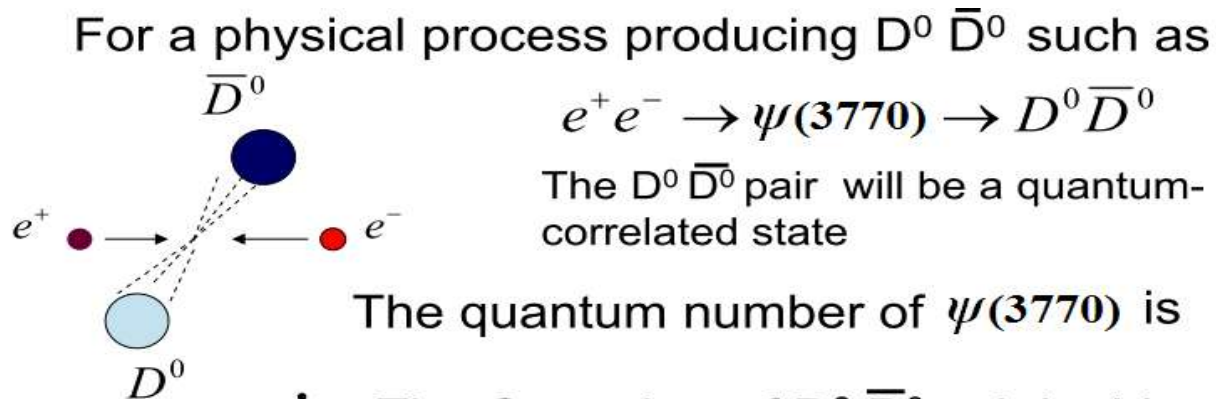 For a physical process producing D⁰ D̄⁰ such as
D̄⁰
e⁺e⁻ → ψ(3770) → D⁰D̄⁰
The D⁰ D̄⁰ pair will be a quantum-
correlated state
e⁺
e⁻
The quantum number of ψ(3770) is
D⁰